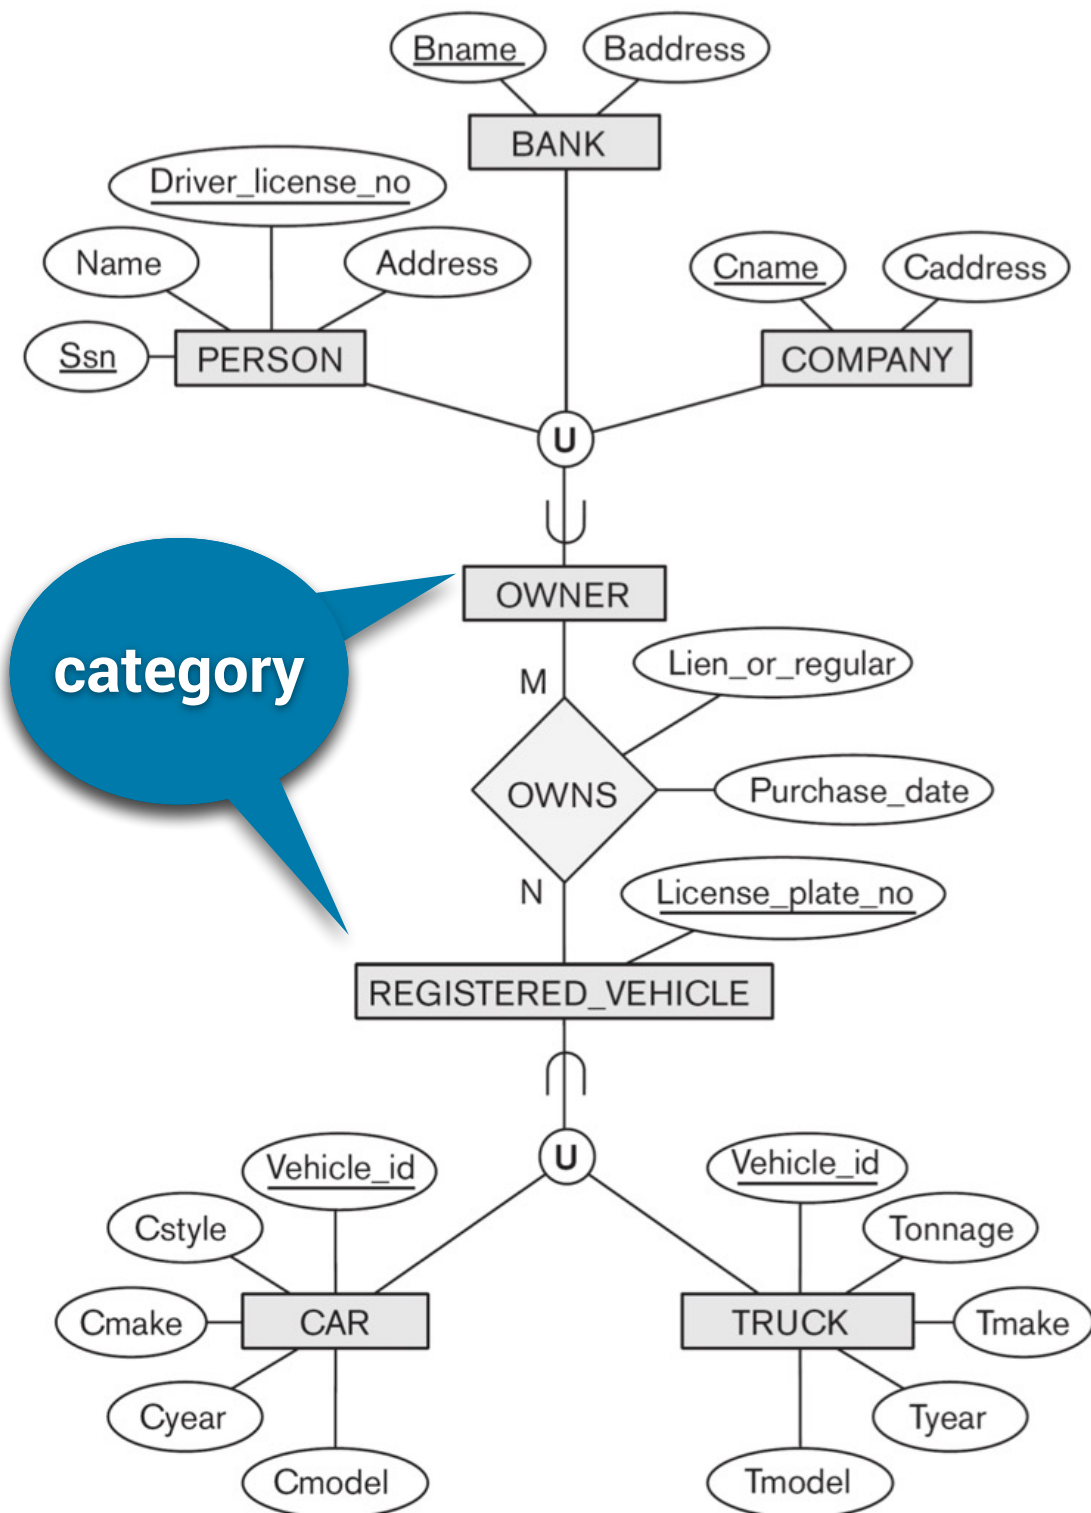 Bname
Baddress
BANK
Driver_license_no
Name
Address
Cname
Caddress
Ssn
PERSON
COMPANY
U
OWNER
category
M
Lien_or_regular
OWNS
Purchase_date
N
License_plate_no
REGISTERED_VEHICLE
U
Vehicle_id
Vehicle_id
Cstyle
Tonnage
Cmake
CAR
TRUCK
Tmake
Cyear
Tyear
Cmodel
Tmodel